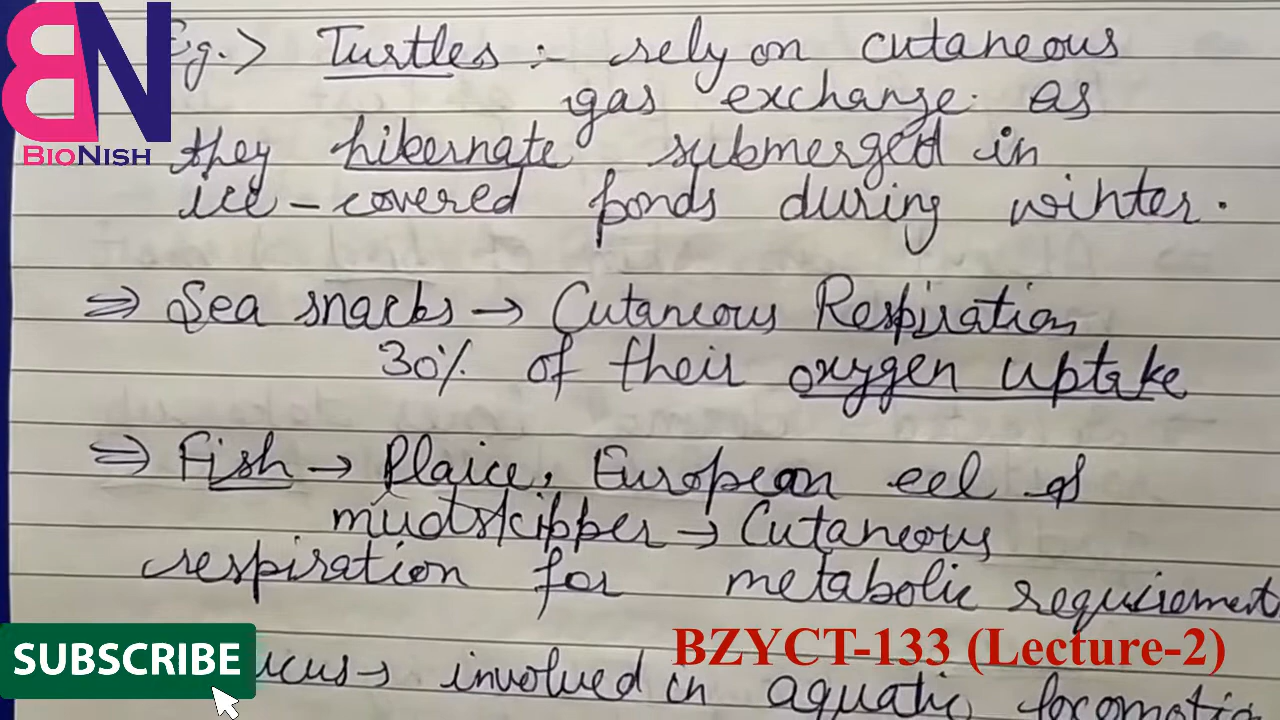 BN
BIONISH
Eg.> Turtles :- rely on cutaneous
gas exchange as
they hibernate submerged in
ice-covered ponds during winter.
⇒ Sea snacks → Cutaneous Respiration
30% of their oxygen uptake
⇒ Fish → Plaice, European eel &
mudskipper → Cutaneous
respiration for metabolic requirement
involved in aquatic locomotion
SUBSCRIBE
BZYCT-133 (Lecture-2)